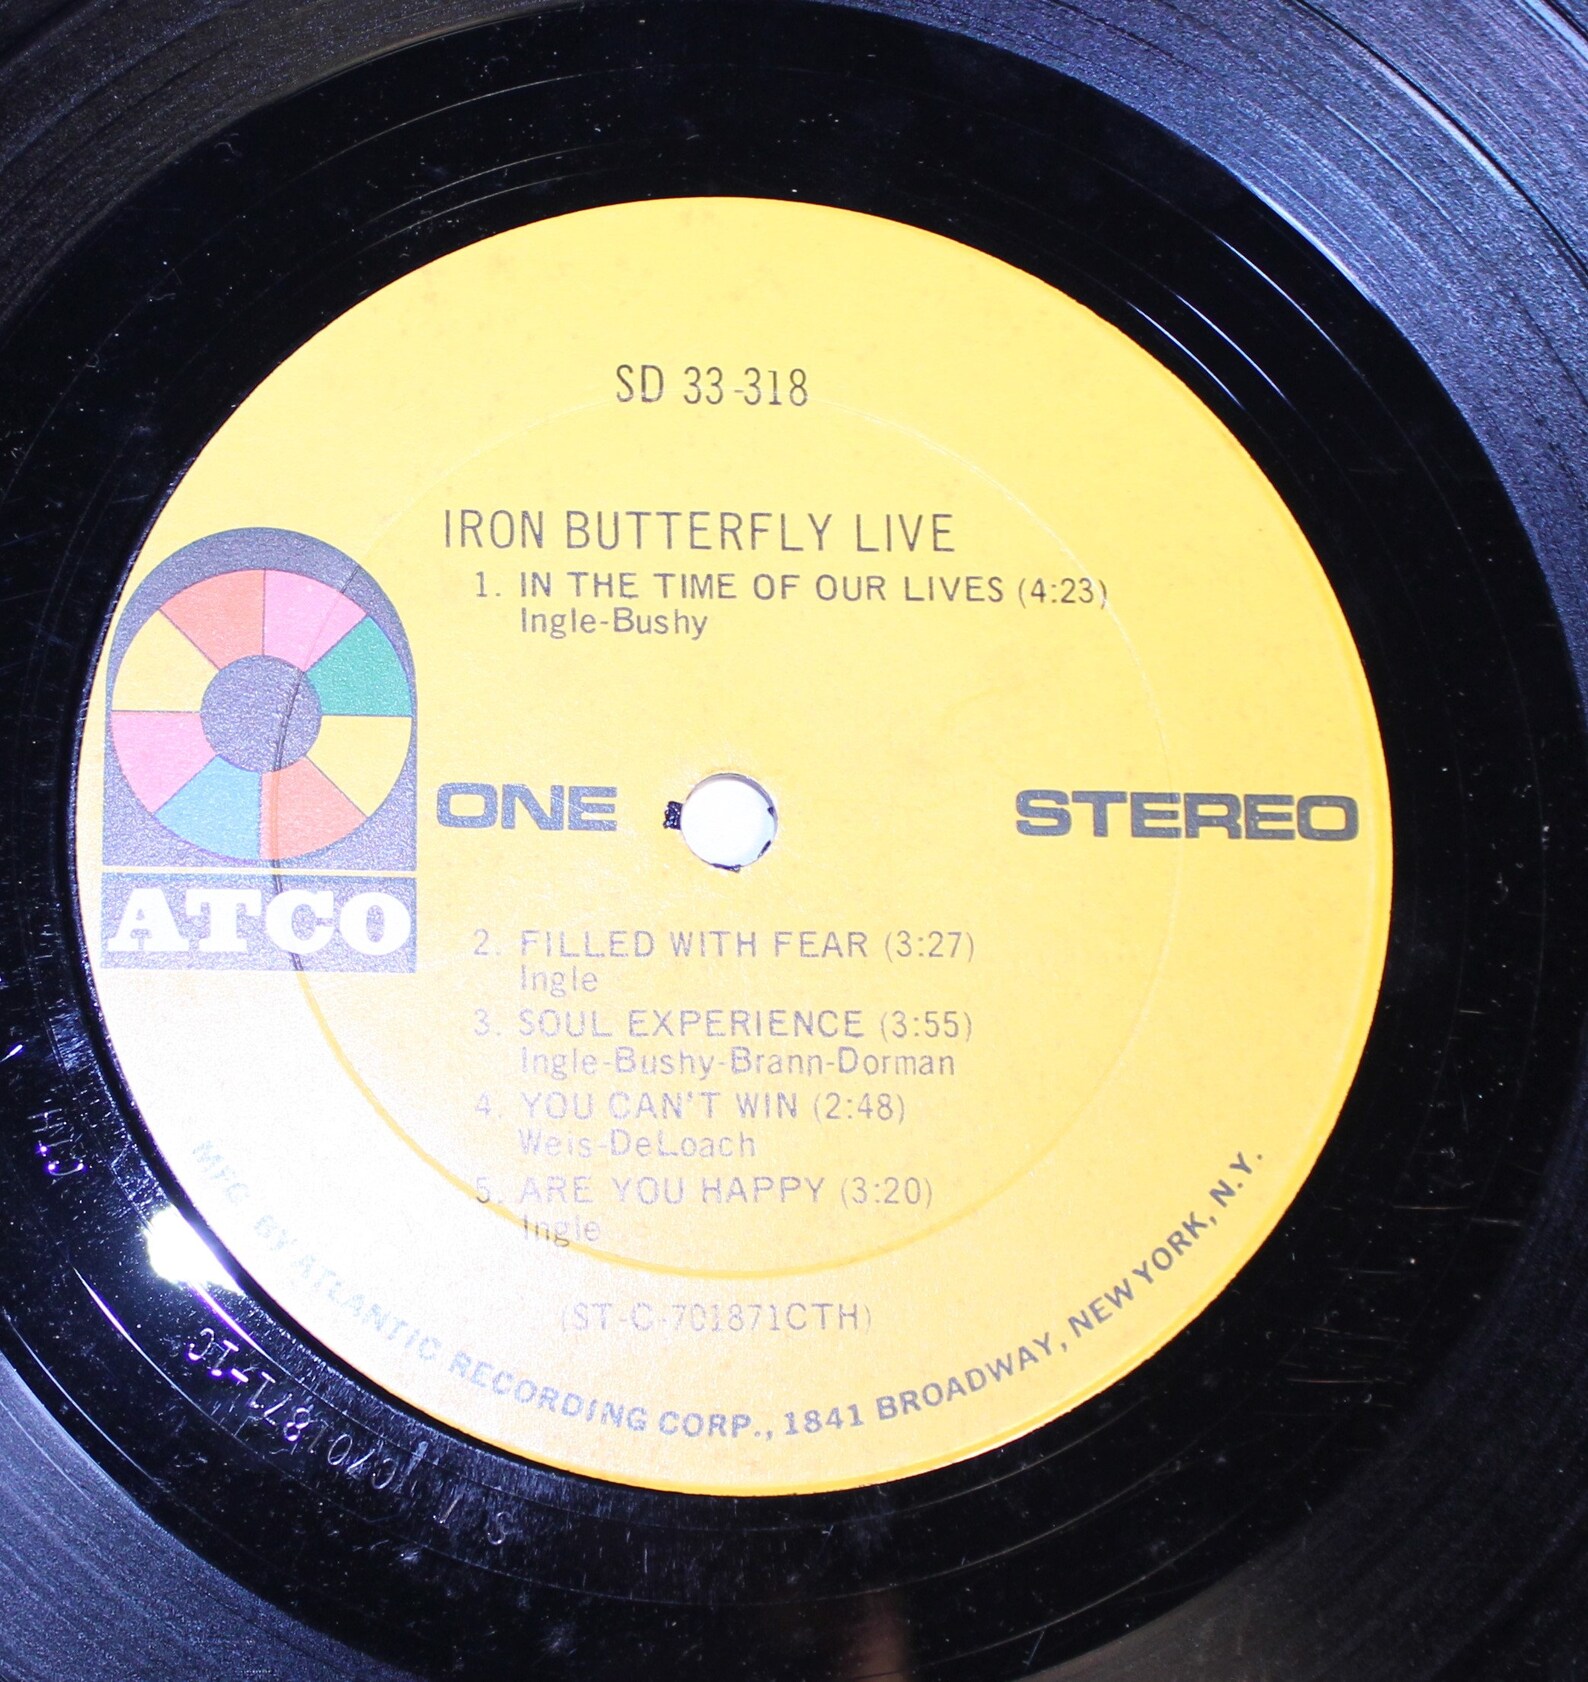 SD 33-318
IRON BUTTERFLY LIVE
1. IN THE TIME OF OUR LIVES (4:23)
Ingle-Bushy
ATCO
ONE
STEREO
2. FILLED WITH FEAR (3:27)
Ingle
3. SOUL EXPERIENCE (3:55)
Ingle-Bushy-Brann-Dorman
4. YOU CAN'T WIN (2:48)
Weis-DeLoach
5. ARE YOU HAPPY (3:20)
Ingle
(ST-C-701871CTH)
MFG BY ATLANTIC RECORDING CORP., 1841 BROADWAY, NEW YORK, N.Y.
CTH